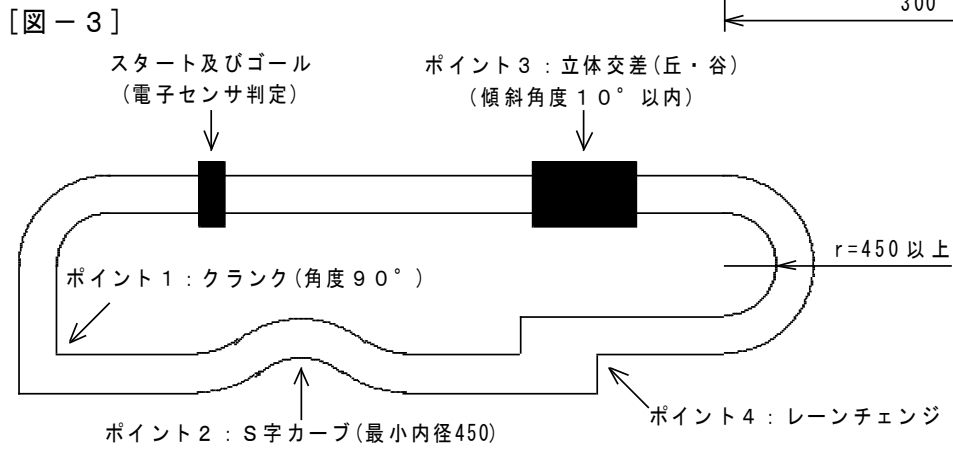 300
[図－3]
スタート及びゴール
(電子センサ判定)
ポイント3：立体交差(丘・谷)
(傾斜角度10°以内)
r=450以上
ポイント1：クランク(角度90°)
ポイント4：レーンチェンジ
ポイント2：S字カーブ(最小内径450)